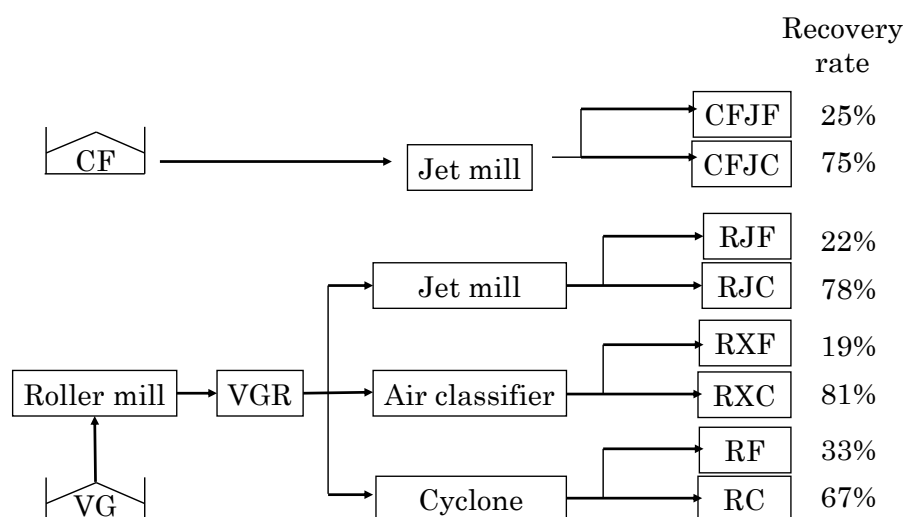 Recovery
rate
CFJF 25%
CF
Jet mill
CFJC 75%
RJF 22%
Jet mill
RJC 78%
RXF 19%
Roller mill
VGR
Air classifier
RXC 81%
RF 33%
VG
Cyclone
RC 67%